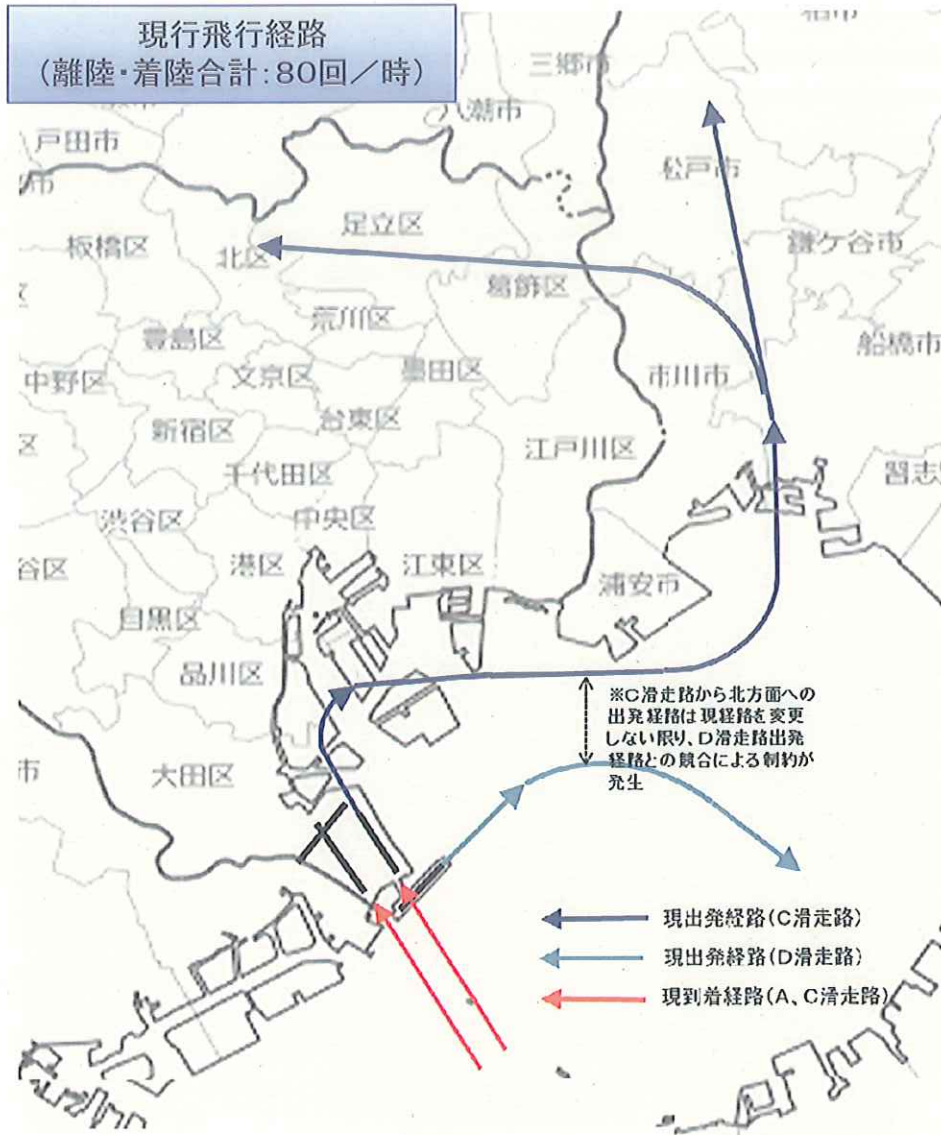 現行飛行経路
(離陸・着陸合計:80回/時)
三郷市
八潮市
戸田市
松戸市
足立区
板橋区
北区
鎌ケ谷市
葛飾区
荒川区
豊島区
船橋市
中野区
文京区
墨田区
市川市
台東区
新宿区
江戸川区
千代田区
渋谷区
中央区
港区
江東区
浦安市
目黒区
品川区
※C滑走路から北方面への
出発経路は現経路を変更
しない限り、D滑走路出発
経路との競合による制約が
発生
市
大田区
現出発経路(C滑走路)
現出発経路(D滑走路)
現到着経路(A、C滑走路)